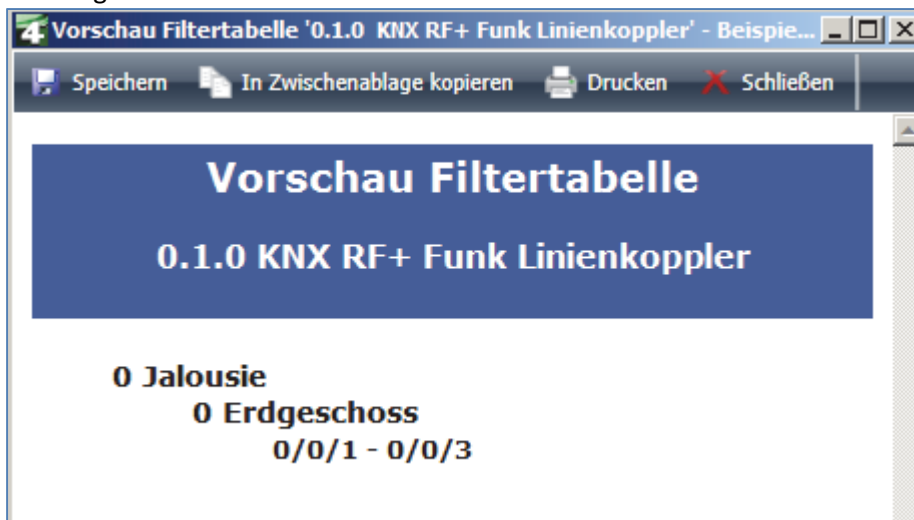 Vorschau Filtertabelle '0.1.0 KNX RF+ Funk Linienkoppler' - Beispie...
Speichern In Zwischenablage kopieren Drucken Schließen
Vorschau Filtertabelle
0.1.0 KNX RF+ Funk Linienkoppler
0 Jalousie
0 Erdgeschoss
0/0/1 - 0/0/3